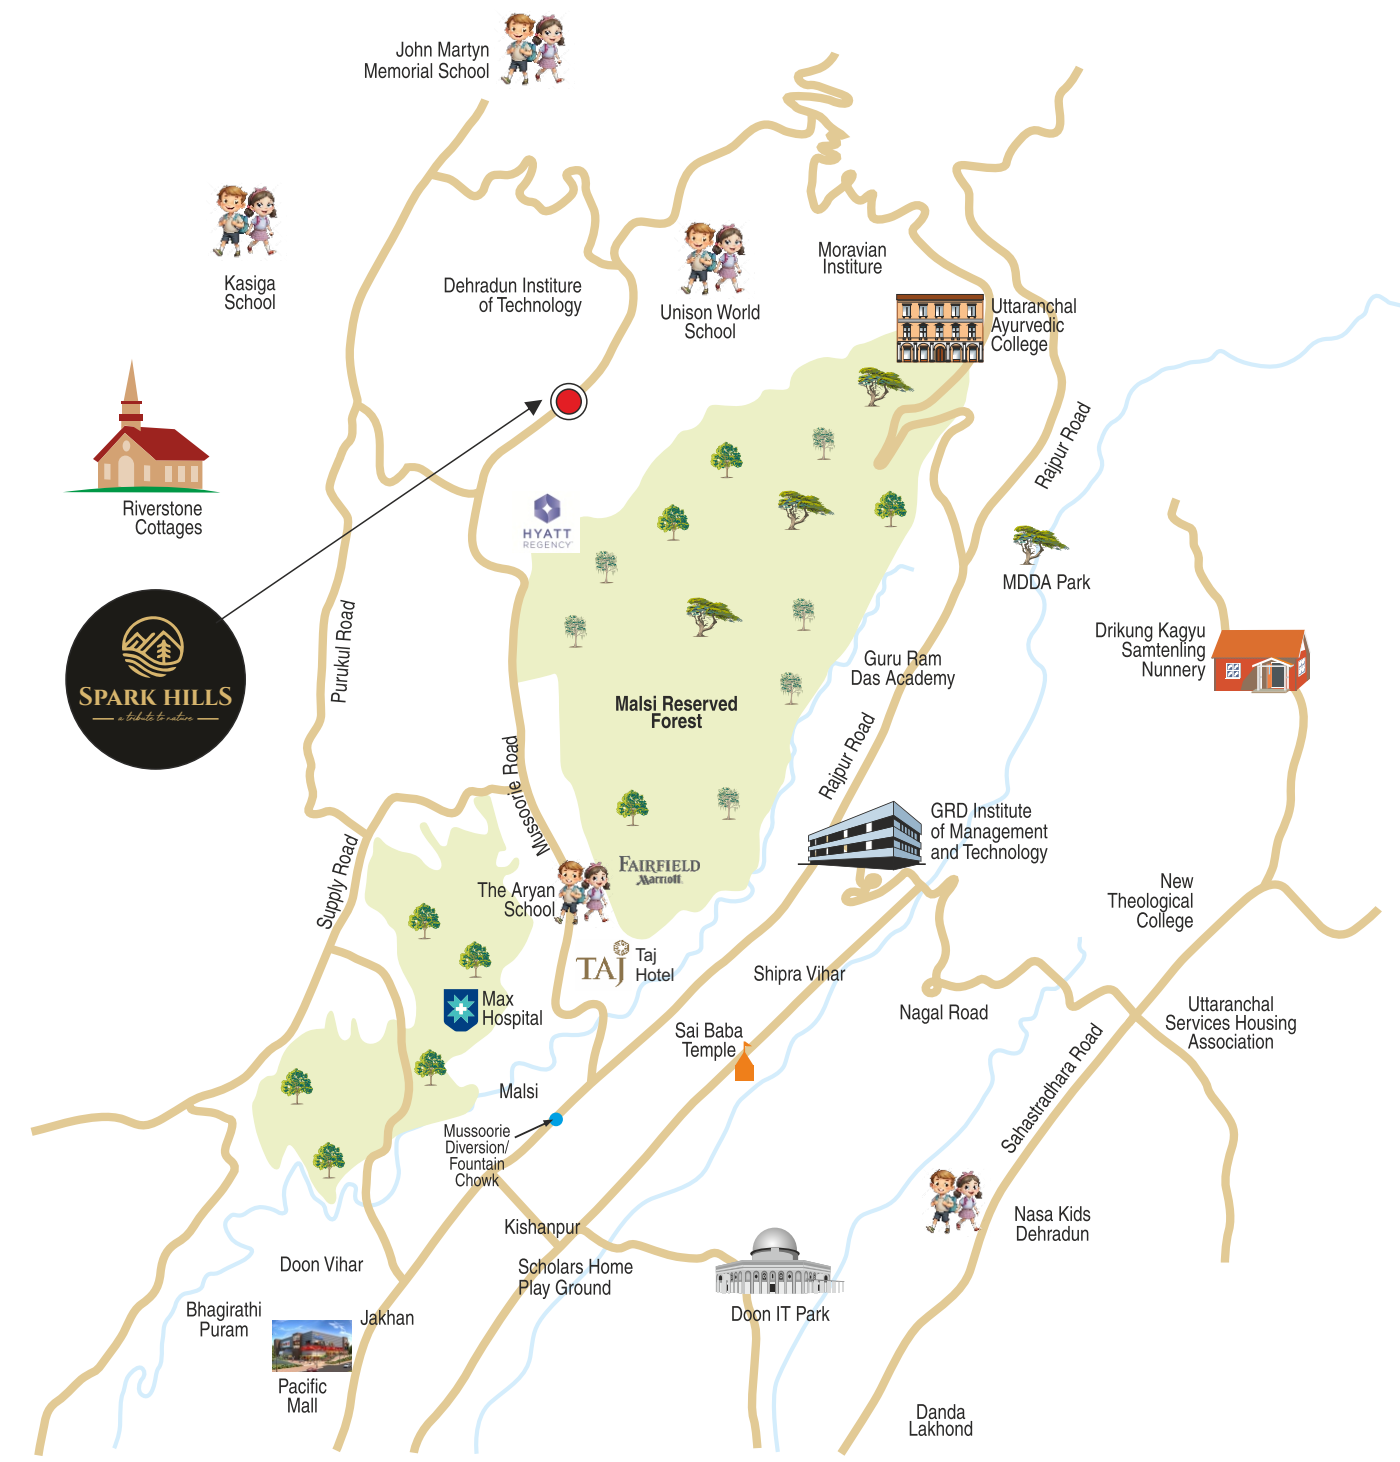 John Martyn
Memorial School
Kasiga
School
Dehradun Institure
of Technology
Unison World
School
Moravian
Institure
Uttaranchal
Ayurvedic
College
Riverstone
Cottages
HYATT
REGENCY
Rajpur Road
MDDA Park
Purukul Road
SPARK HILLS
a tribute to nature
Drikung Kagyu
Samtenling
Nunnery
Guru Ram
Das Academy
Malsi Reserved
Forest
Mussoorie Road
Rajpur Road
GRD Institute
of Management
and Technology
Supply Road
FAIRFIELD
Marriott
The Aryan
School
New
Theological
College
TAJ
Taj
Hotel
Shipra Vihar
Max
Hospital
Nagal Road
Uttaranchal
Services Housing
Association
Sai Baba
Temple
Sahastradhara Road
Malsi
Mussoorie
Diversion/
Fountain
Chowk
Kishanpur
Nasa Kids
Dehradun
Doon Vihar
Scholars Home
Play Ground
Bhagirathi
Puram
Jakhan
Doon IT Park
Pacific
Mall
Danda
Lakhond